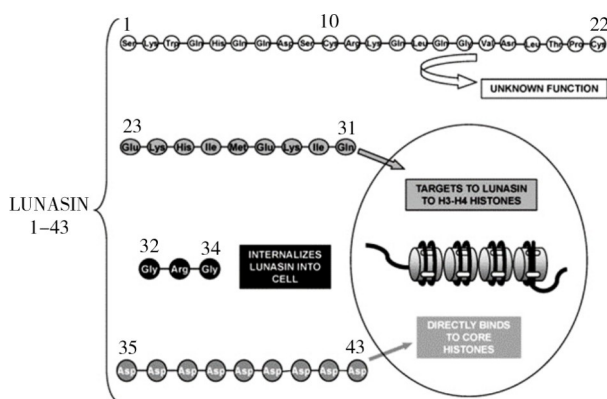 1 10 22
Ser Lys Trp Gln His Gln Gln Asp Ser Cys Arg Lys Gln Leu Gln Gly Val Asn Leu Thr Pro Cys
UNKNOWN FUNCTION
23 31
Glu Lys His Ile Met Glu Lys Ile Gln
TARGETS TO LUNASIN
TO H3-H4 HISTONES
LUNASIN
1–43
32 34
Gly Arg Gly
INTERNALIZES
LUNASIN INTO
CELL
DIRECTLY BINDS
TO CORE
HISTONES
35 43
Asp Asp Asp Asp Asp Asp Asp Asp Asp